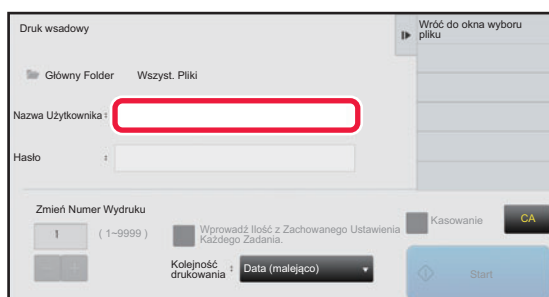 Druk wsadowy
Wróć do okna wyboru
pliku
Główny Folder Wszyst. Pliki
Nazwa Użytkownika :
Hasło :
Zmień Numer Wydruku
1 ( 1~9999 )
Wprowadź Ilość z Zachowanego Ustawienia
Każdego Zadania.
Kasowanie
CA
Kolejność
drukowania : Data (malejąco)
Start